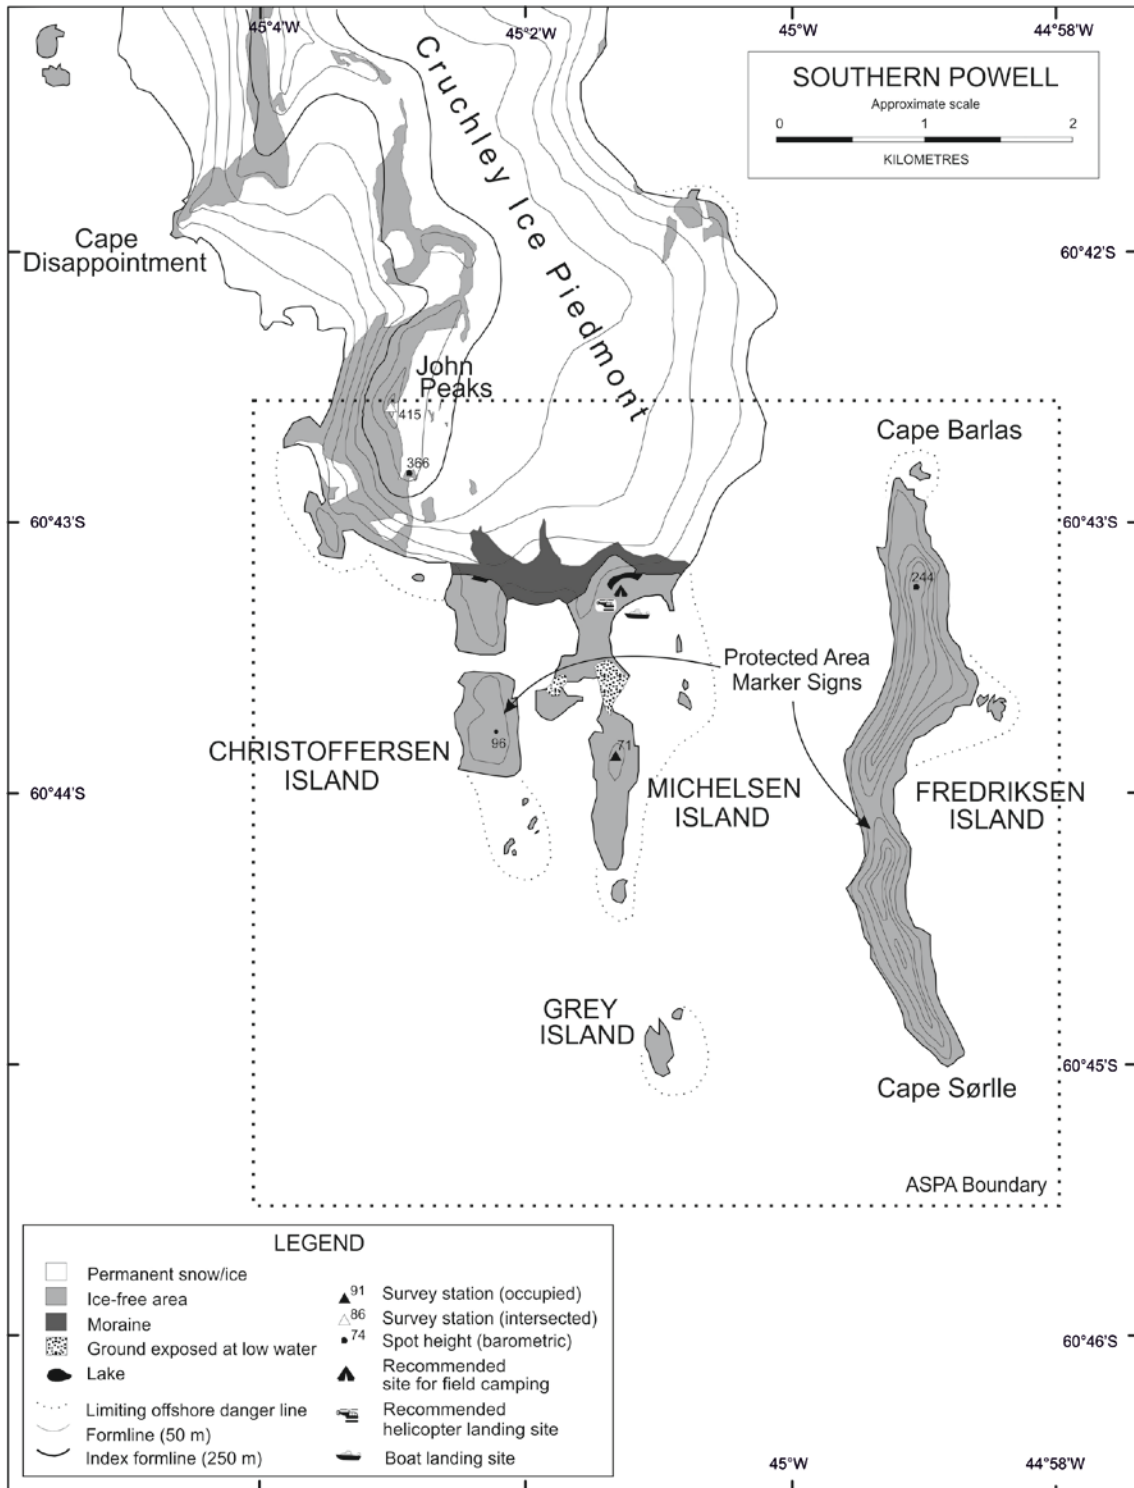 45°4'W
45°2'W
45°W
44°58'W
SOUTHERN POWELL
Approximate scale
0 1 2
KILOMETRES
Cruchley Ice Piedmont
Cape
Disappointment
60°42'S
John
Peaks
415
366
Cape Barlas
60°43'S
60°43'S
244
Protected Area
Marker Signs
96
71
CHRISTOFFERSEN
ISLAND
MICHELSEN
ISLAND
FREDRIKSEN
ISLAND
60°44'S
GREY
ISLAND
60°45'S
Cape Sørlle
ASPA Boundary
LEGEND
Permanent snow/ice
Ice-free area
Moraine
Ground exposed at low water
Lake
Limiting offshore danger line
Formline (50 m)
Index formline (250 m)
91 Survey station (occupied)
86 Survey station (intersected)
74 Spot height (barometric)
Recommended
site for field camping
Recommended
helicopter landing site
Boat landing site
60°46'S
45°W
44°58'W